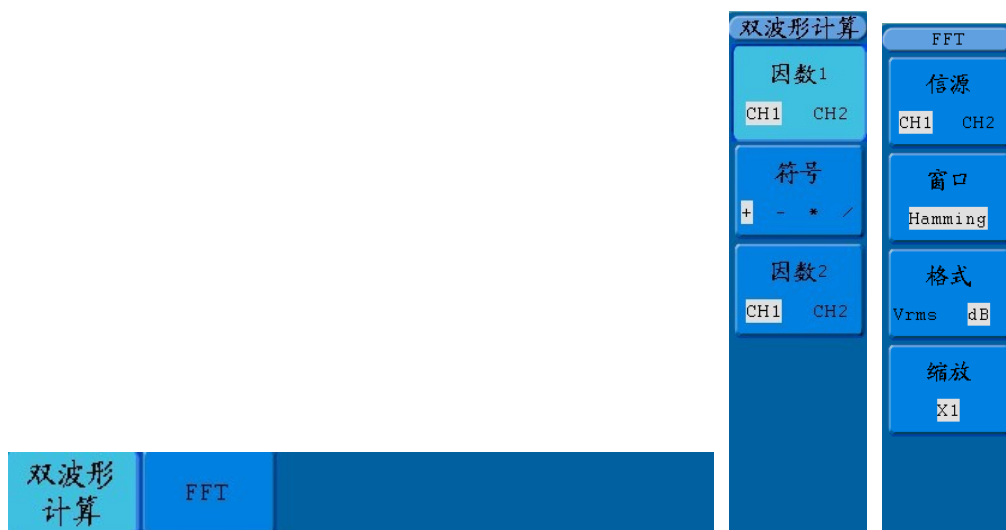 双波形计算
因数1
CH1 CH2
符号
+ - * /
因数2
CH1 CH2
FFT
信源
CH1 CH2
窗口
Hamming
格式
Vrms dB
缩放
X1
双波形
计算
FFT